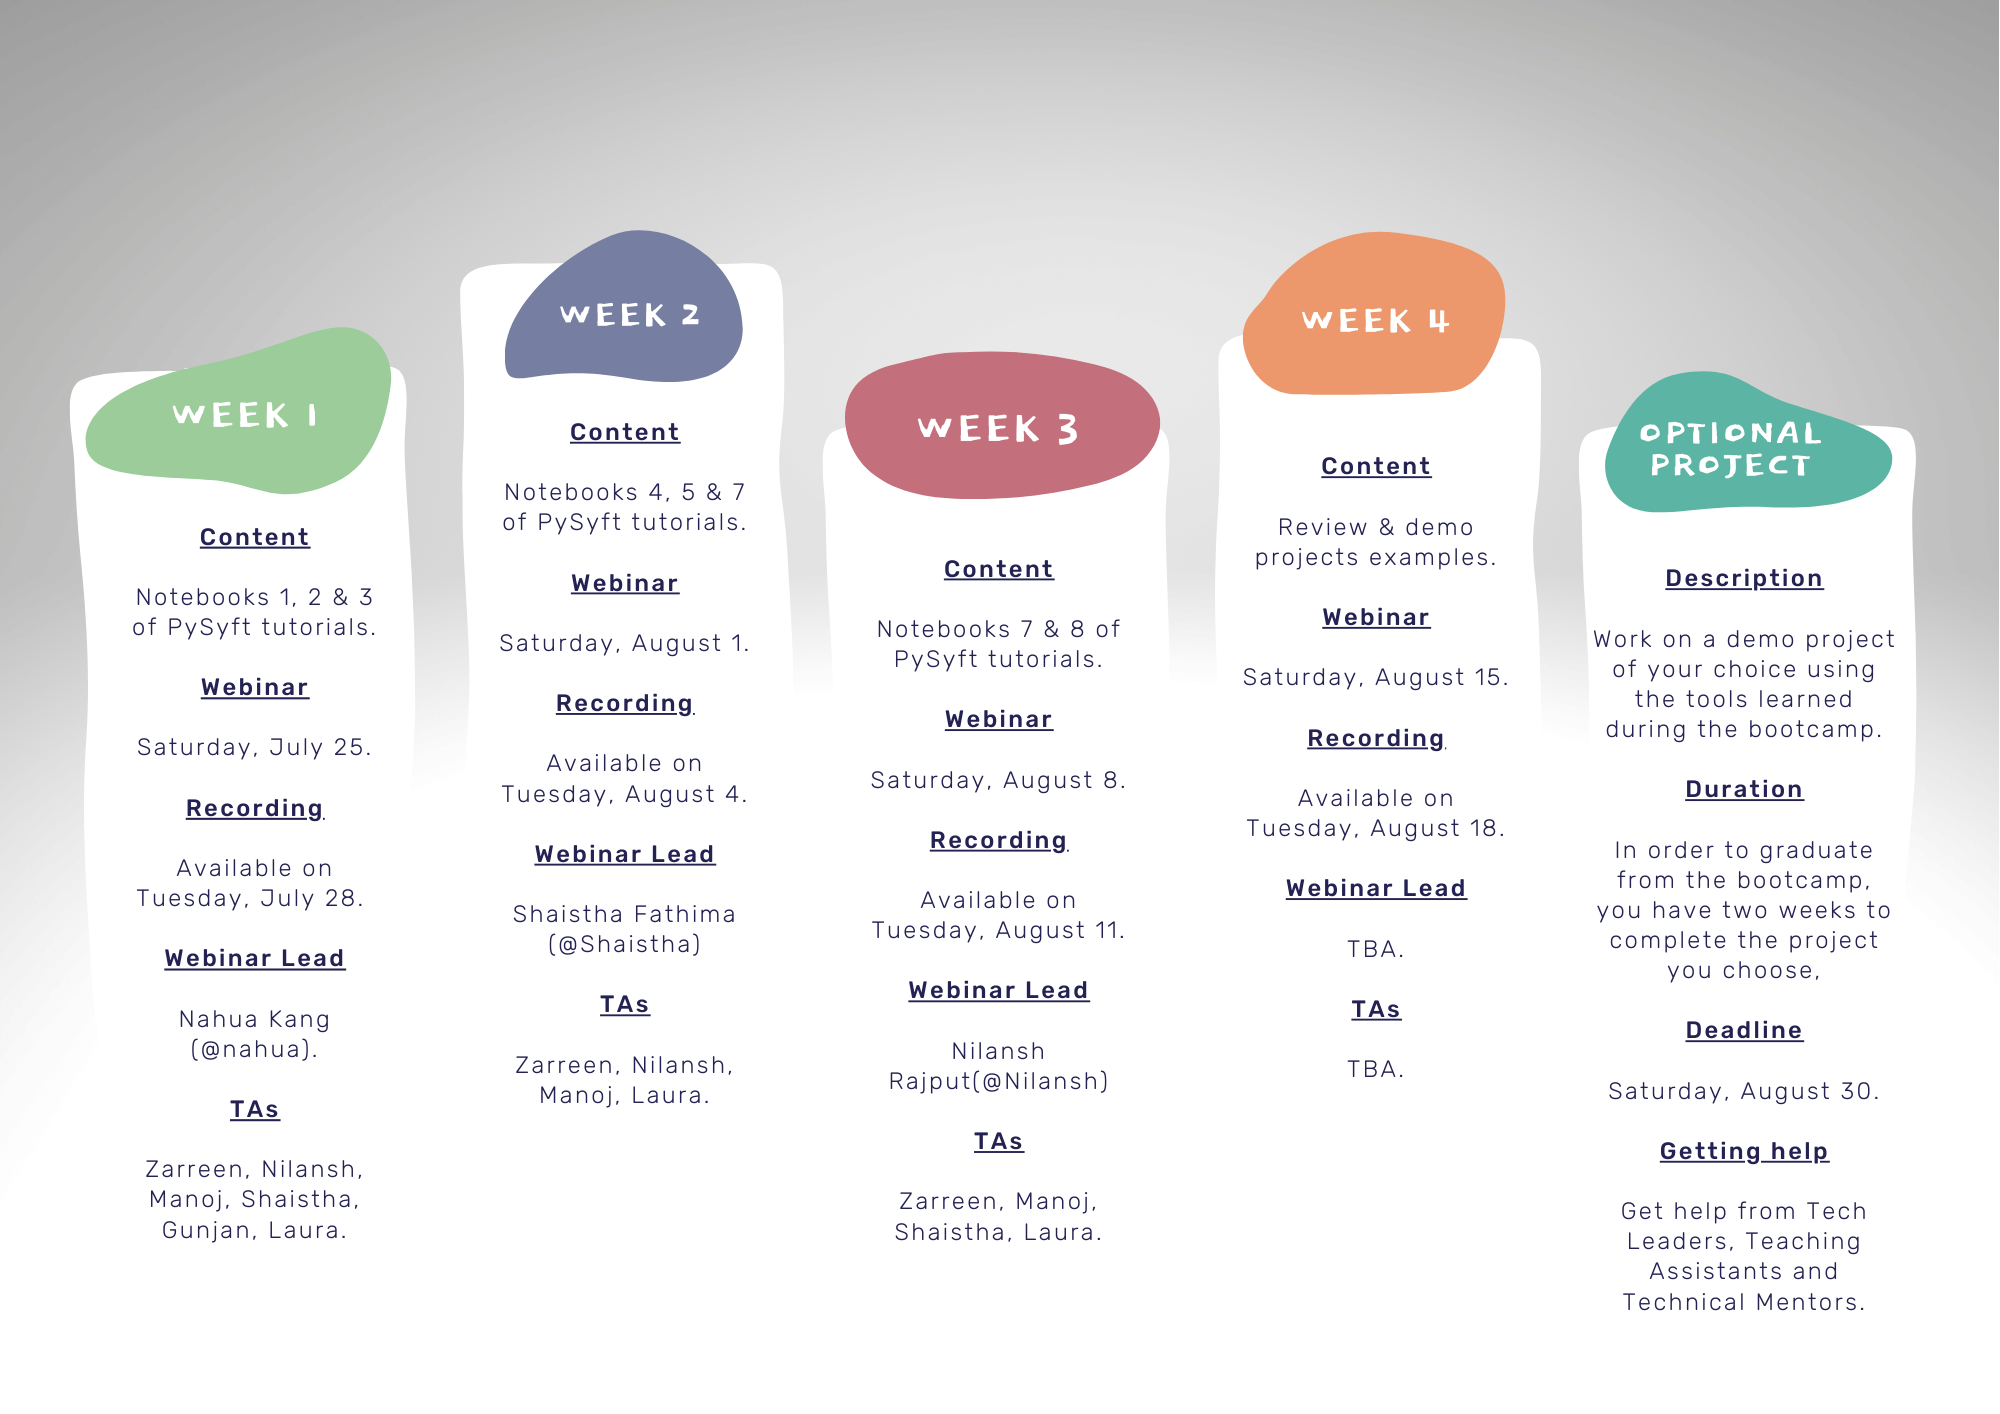 WEEK 1
Content
Notebooks 1, 2 & 3
of PySyft tutorials.
Webinar
Saturday, July 25.
Recording
Available on
Tuesday, July 28.
Webinar Lead
Nahua Kang
(@nahua).
TAs
Zarreen, Nilansh,
Manoj, Shaistha,
Gunjan, Laura.
WEEK 2
Content
Notebooks 4, 5 & 7
of PySyft tutorials.
Webinar
Saturday, August 1.
Recording
Available on
Tuesday, August 4.
Webinar Lead
Shaistha Fathima
(@Shaistha)
TAs
Zarreen, Nilansh,
Manoj, Laura.
WEEK 3
Content
Notebooks 7 & 8 of
PySyft tutorials.
Webinar
Saturday, August 8.
Recording
Available on
Tuesday, August 11.
Webinar Lead
Nilansh
Rajput(@Nilansh)
TAs
Zarreen, Manoj,
Shaistha, Laura.
WEEK 4
Content
Review & demo
projects examples.
Webinar
Saturday, August 15.
Recording
Available on
Tuesday, August 18.
Webinar Lead
TBA.
TAs
TBA.
OPTIONAL
PROJECT
Description
Work on a demo project
of your choice using
the tools learned
during the bootcamp.
Duration
In order to graduate
from the bootcamp,
you have two weeks to
complete the project
you choose,
Deadline
Saturday, August 30.
Getting help
Get help from Tech
Leaders, Teaching
Assistants and
Technical Mentors.